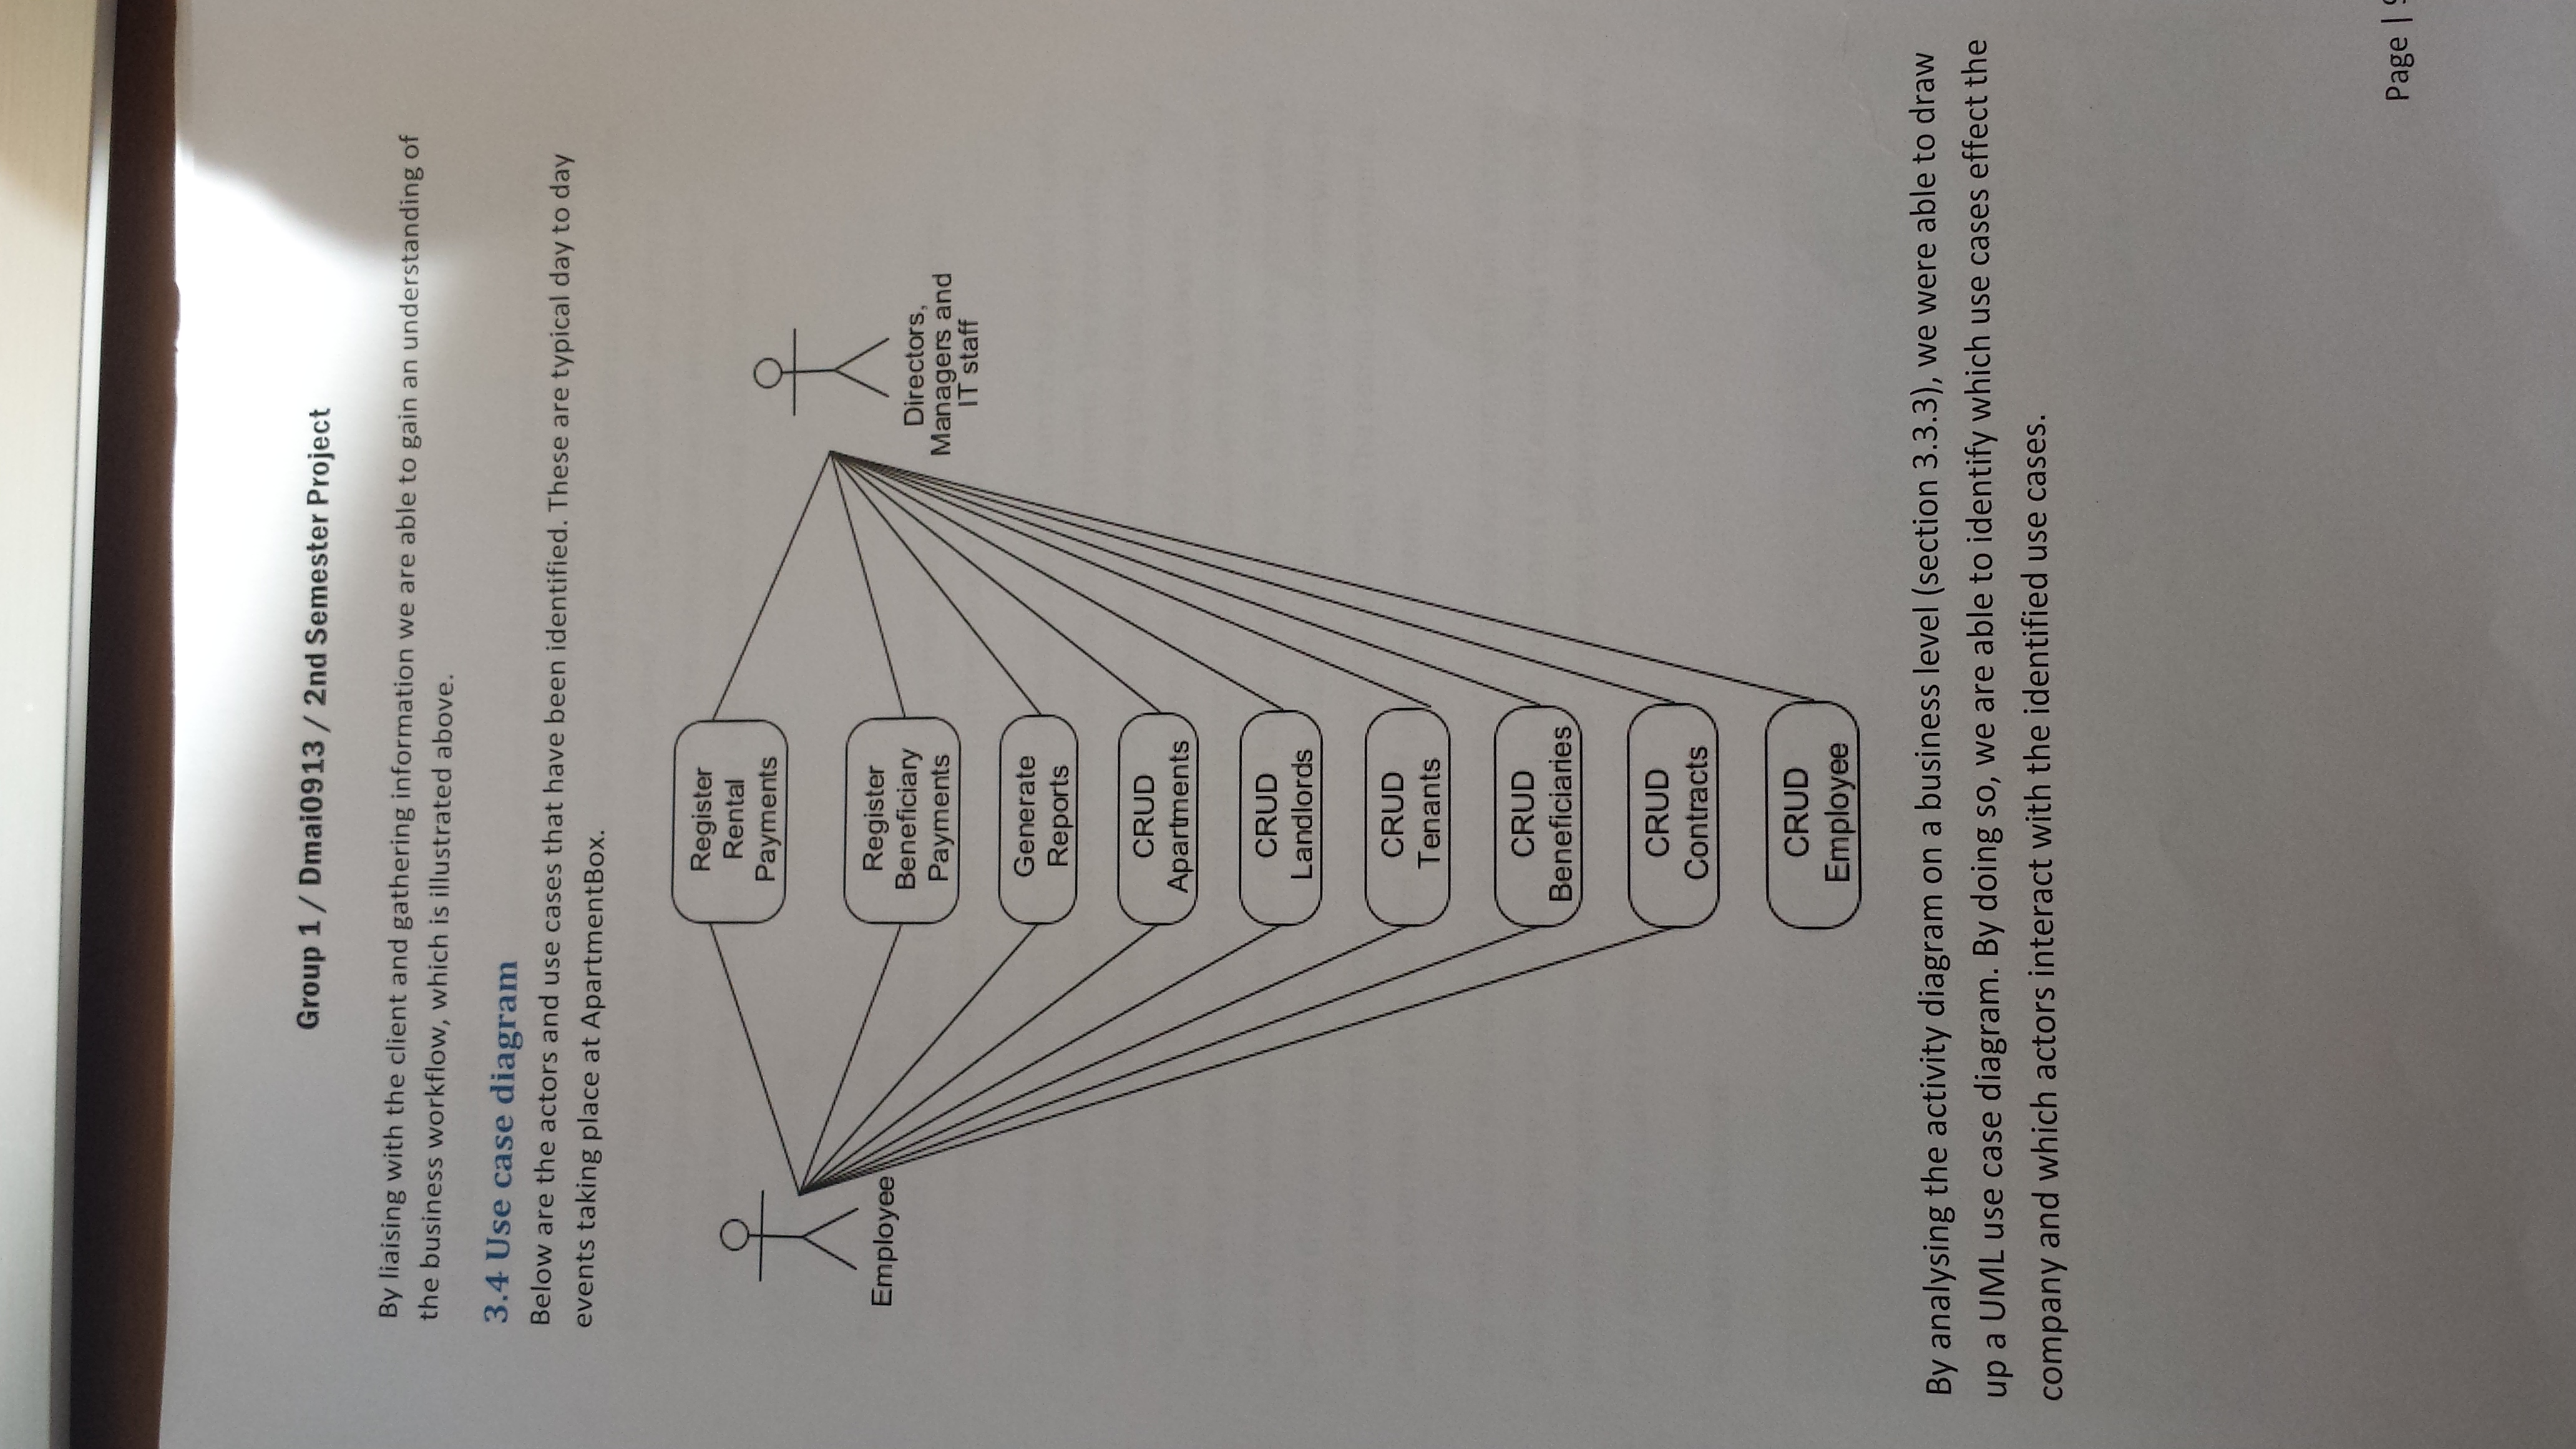 Group 1 / Dmai0913 / 2nd Semester Project
By liaising with the client and gathering information we are able to gain an understanding of
the business workflow, which is illustrated above.
3.4 Use case diagram
Below are the actors and use cases that have been identified. These are typical day to day
events taking place at ApartmentBox.
Register
Rental
Payments
Employee
Register
Beneficiary
Payments
Directors,
Managers and
IT staff
Generate
Reports
CRUD
Apartments
CRUD
Landlords
CRUD
Tenants
CRUD
Beneficiaries
CRUD
Contracts
CRUD
Employee
By analysing the activity diagram on a business level (section 3.3.3), we were able to draw
up a UML use case diagram. By doing so, we are able to identify which use cases effect the
company and which actors interact with the identified use cases.
Page |